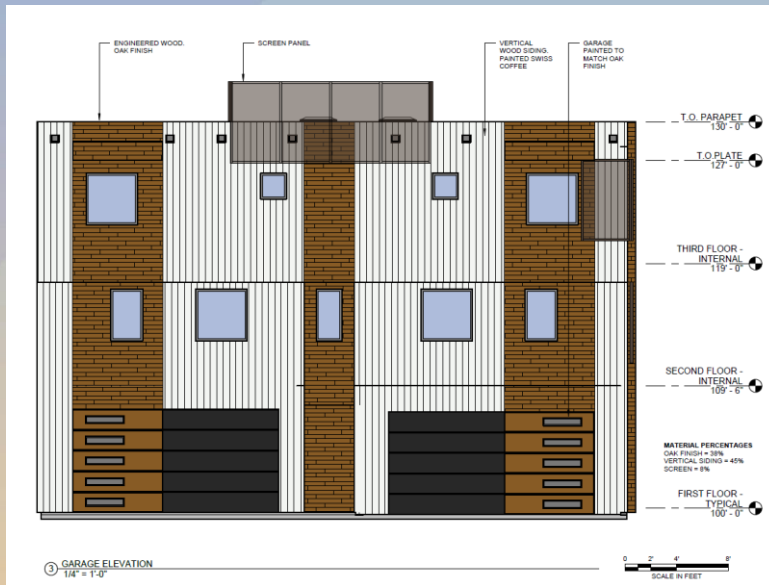 ENGINEERED WOOD,
OAK FINISH
SCREEN PANEL
VERTICAL
WOOD SIDING,
PAINTED SWISS
COFFEE
GARAGE
PAINTED TO
MATCH OAK
FINISH
T.O. PARAPET
130' - 0"
T.O.PLATE
127' - 0"
THIRD FLOOR -
INTERNAL
119' - 0"
SECOND FLOOR -
INTERNAL
109' - 6"
MATERIAL PERCENTAGES
OAK FINISH = 38%
VERTICAL SIDING = 45%
SCREEN = 8%
FIRST FLOOR -
TYPICAL
100' - 0"
3 GARAGE ELEVATION
1/4" = 1'-0"
0 2' 4' 8'
SCALE IN FEET